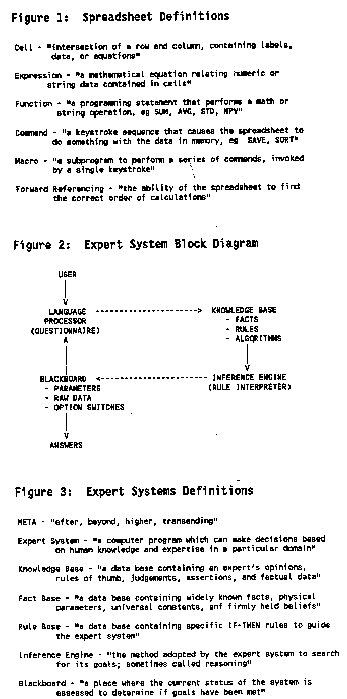 Figure 1:  Spreadsheet Definitions
Cell - "intersection of a row and column, containing labels,
data, or equations"
Expression - "a mathematical equation relating numeric or
string data contained in cells"
Function - "a programming statement that performs a math or
string operation, eg SUM, AVG, STD, NPV"
Command - "a keystroke sequence that causes the spreadsheet to
do something with the data in memory, eg SAVE, SORT"
Macro - "a subprogram to perform a series of commands, invoked
by a single keystroke"
Forward Referencing - "the ability of the spreadsheet to find
the correct order of calculations"
Figure 2:  Expert System Block Diagram
USER
LANGUAGE ----------------------> KNOWLEDGE BASE
PROCESSOR - FACTS
(QUESTIONNAIRE) - RULES
- ALGORITHMS
BLACKBOARD <---------------------- INFERENCE ENGINE
- PARAMETERS (RULE INTERPRETER)
- RAW DATA
- OPTION SWITCHES
ANSWERS
Figure 3:  Expert Systems Definitions
META - "after, beyond, higher, transending"
Expert System - "a computer program which can make decisions based
on human knowledge and expertise in a particular domain"
Knowledge Base - "a data base containing an expert's opinions,
rules of thumb, judgements, assertions, and factual data"
Fact Base - "a data base containing widely known facts, physical
parameters, universal constants, and firmly held beliefs"
Rule Base - "a data base containing specific IF-THEN rules to guide
the expert system"
Inference Engine - "the method adopted by the expert system to search
for its goals; sometimes called reasoning"
Blackboard - "a place where the current status of the system is
assessed to determine if goals have been met"